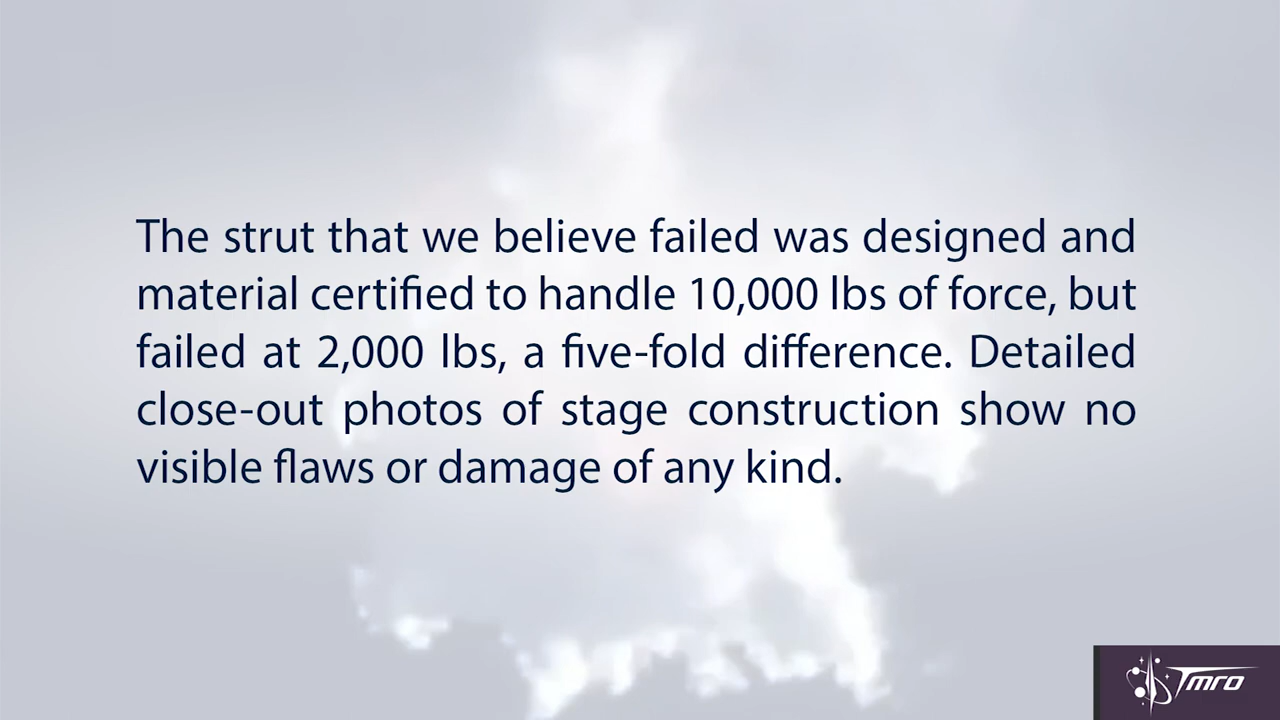 The strut that we believe failed was designed and
material certified to handle 10,000 lbs of force, but
failed at 2,000 lbs, a five-fold difference. Detailed
close-out photos of stage construction show no
visible flaws or damage of any kind.
Tmro